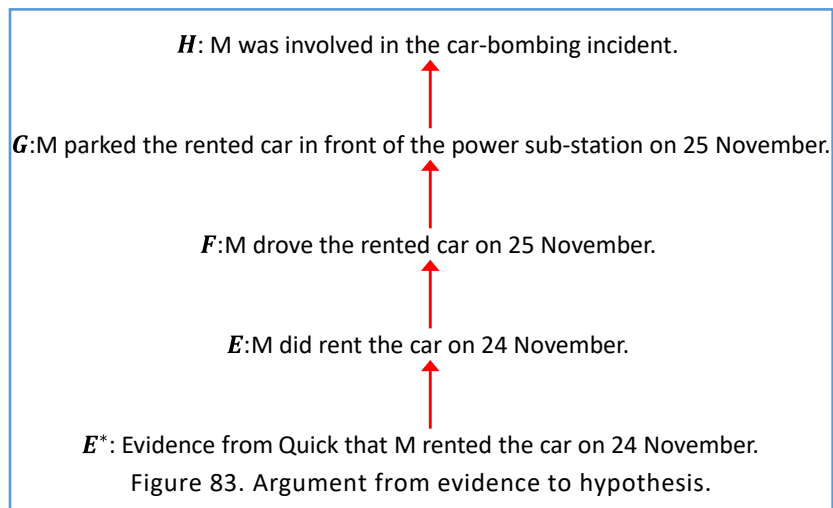 H: M was involved in the car-bombing incident.
G:M parked the rented car in front of the power sub-station on 25 November.
F:M drove the rented car on 25 November.
E:M did rent the car on 24 November.
E*: Evidence from Quick that M rented the car on 24 November.
Figure 83. Argument from evidence to hypothesis.